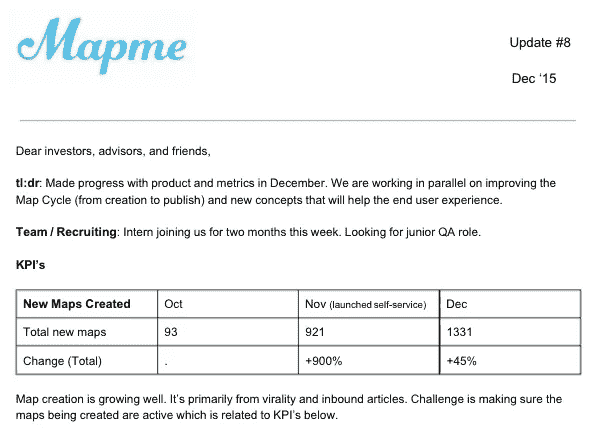 Mapme
Update #8
Dec ‘15
Dear investors, advisors, and friends,
tl:dr: Made progress with product and metrics in December. We are working in parallel on improving the
Map Cycle (from creation to publish) and new concepts that will help the end user experience.
Team / Recruiting: Intern joining us for two months this week. Looking for junior QA role.
KPI’s
New Maps Created Oct Nov (launched self-service) Dec
Total new maps 93 921 1331
Change (Total) . +900% +45%
Map creation is growing well. It’s primarily from virality and inbound articles. Challenge is making sure the
maps being created are active which is related to KPI’s below.